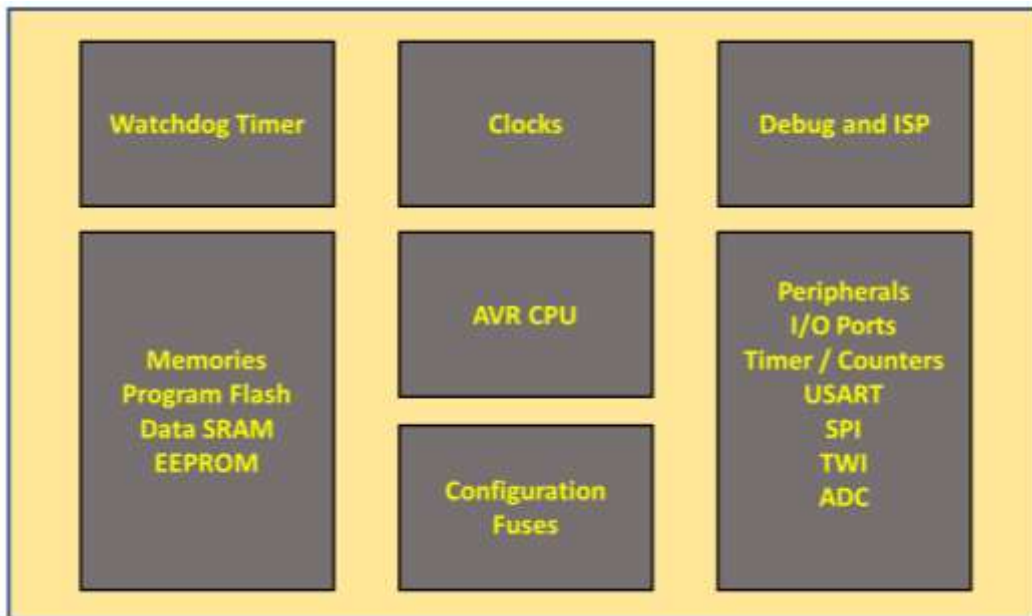 Watchdog Timer
Clocks
Debug and ISP
Memories
Program Flash
Data SRAM
EEPROM
AVR CPU
Configuration
Fuses
Peripherals
I/O Ports
Timer / Counters
USART
SPI
TWI
ADC